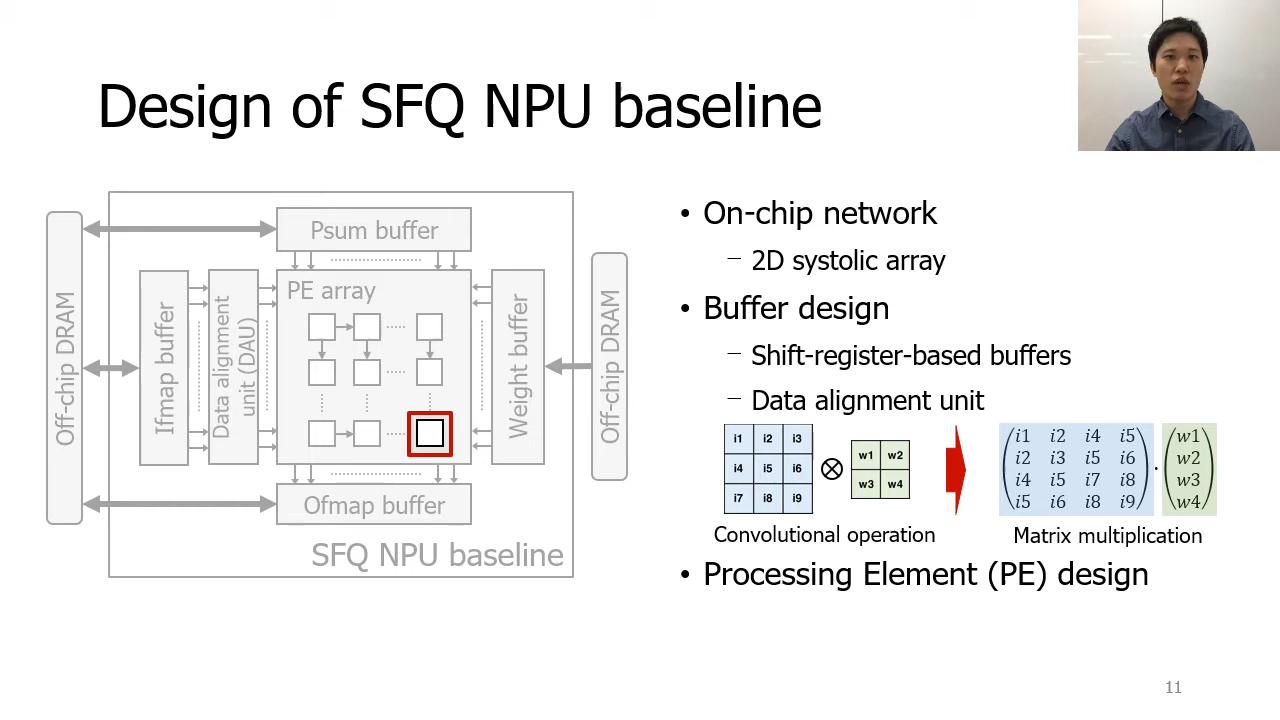 Design of SFQ NPU baseline
Off-chip DRAM
Psum buffer
Ifmap buffer
Data alignment
unit (DAU)
PE array
Weight buffer
Off-chip DRAM
Ofmap buffer
SFQ NPU baseline
• On-chip network
– 2D systolic array
• Buffer design
– Shift-register-based buffers
– Data alignment unit
i1 i2 i3
i4 i5 i6
i7 i8 i9
⊗
w1 w2
w3 w4
Convolutional operation
i1 i2 i4 i5
i2 i3 i5 i6
i4 i5 i7 i8
i5 i6 i8 i9
·
w1
w2
w3
w4
Matrix multiplication
• Processing Element (PE) design
11